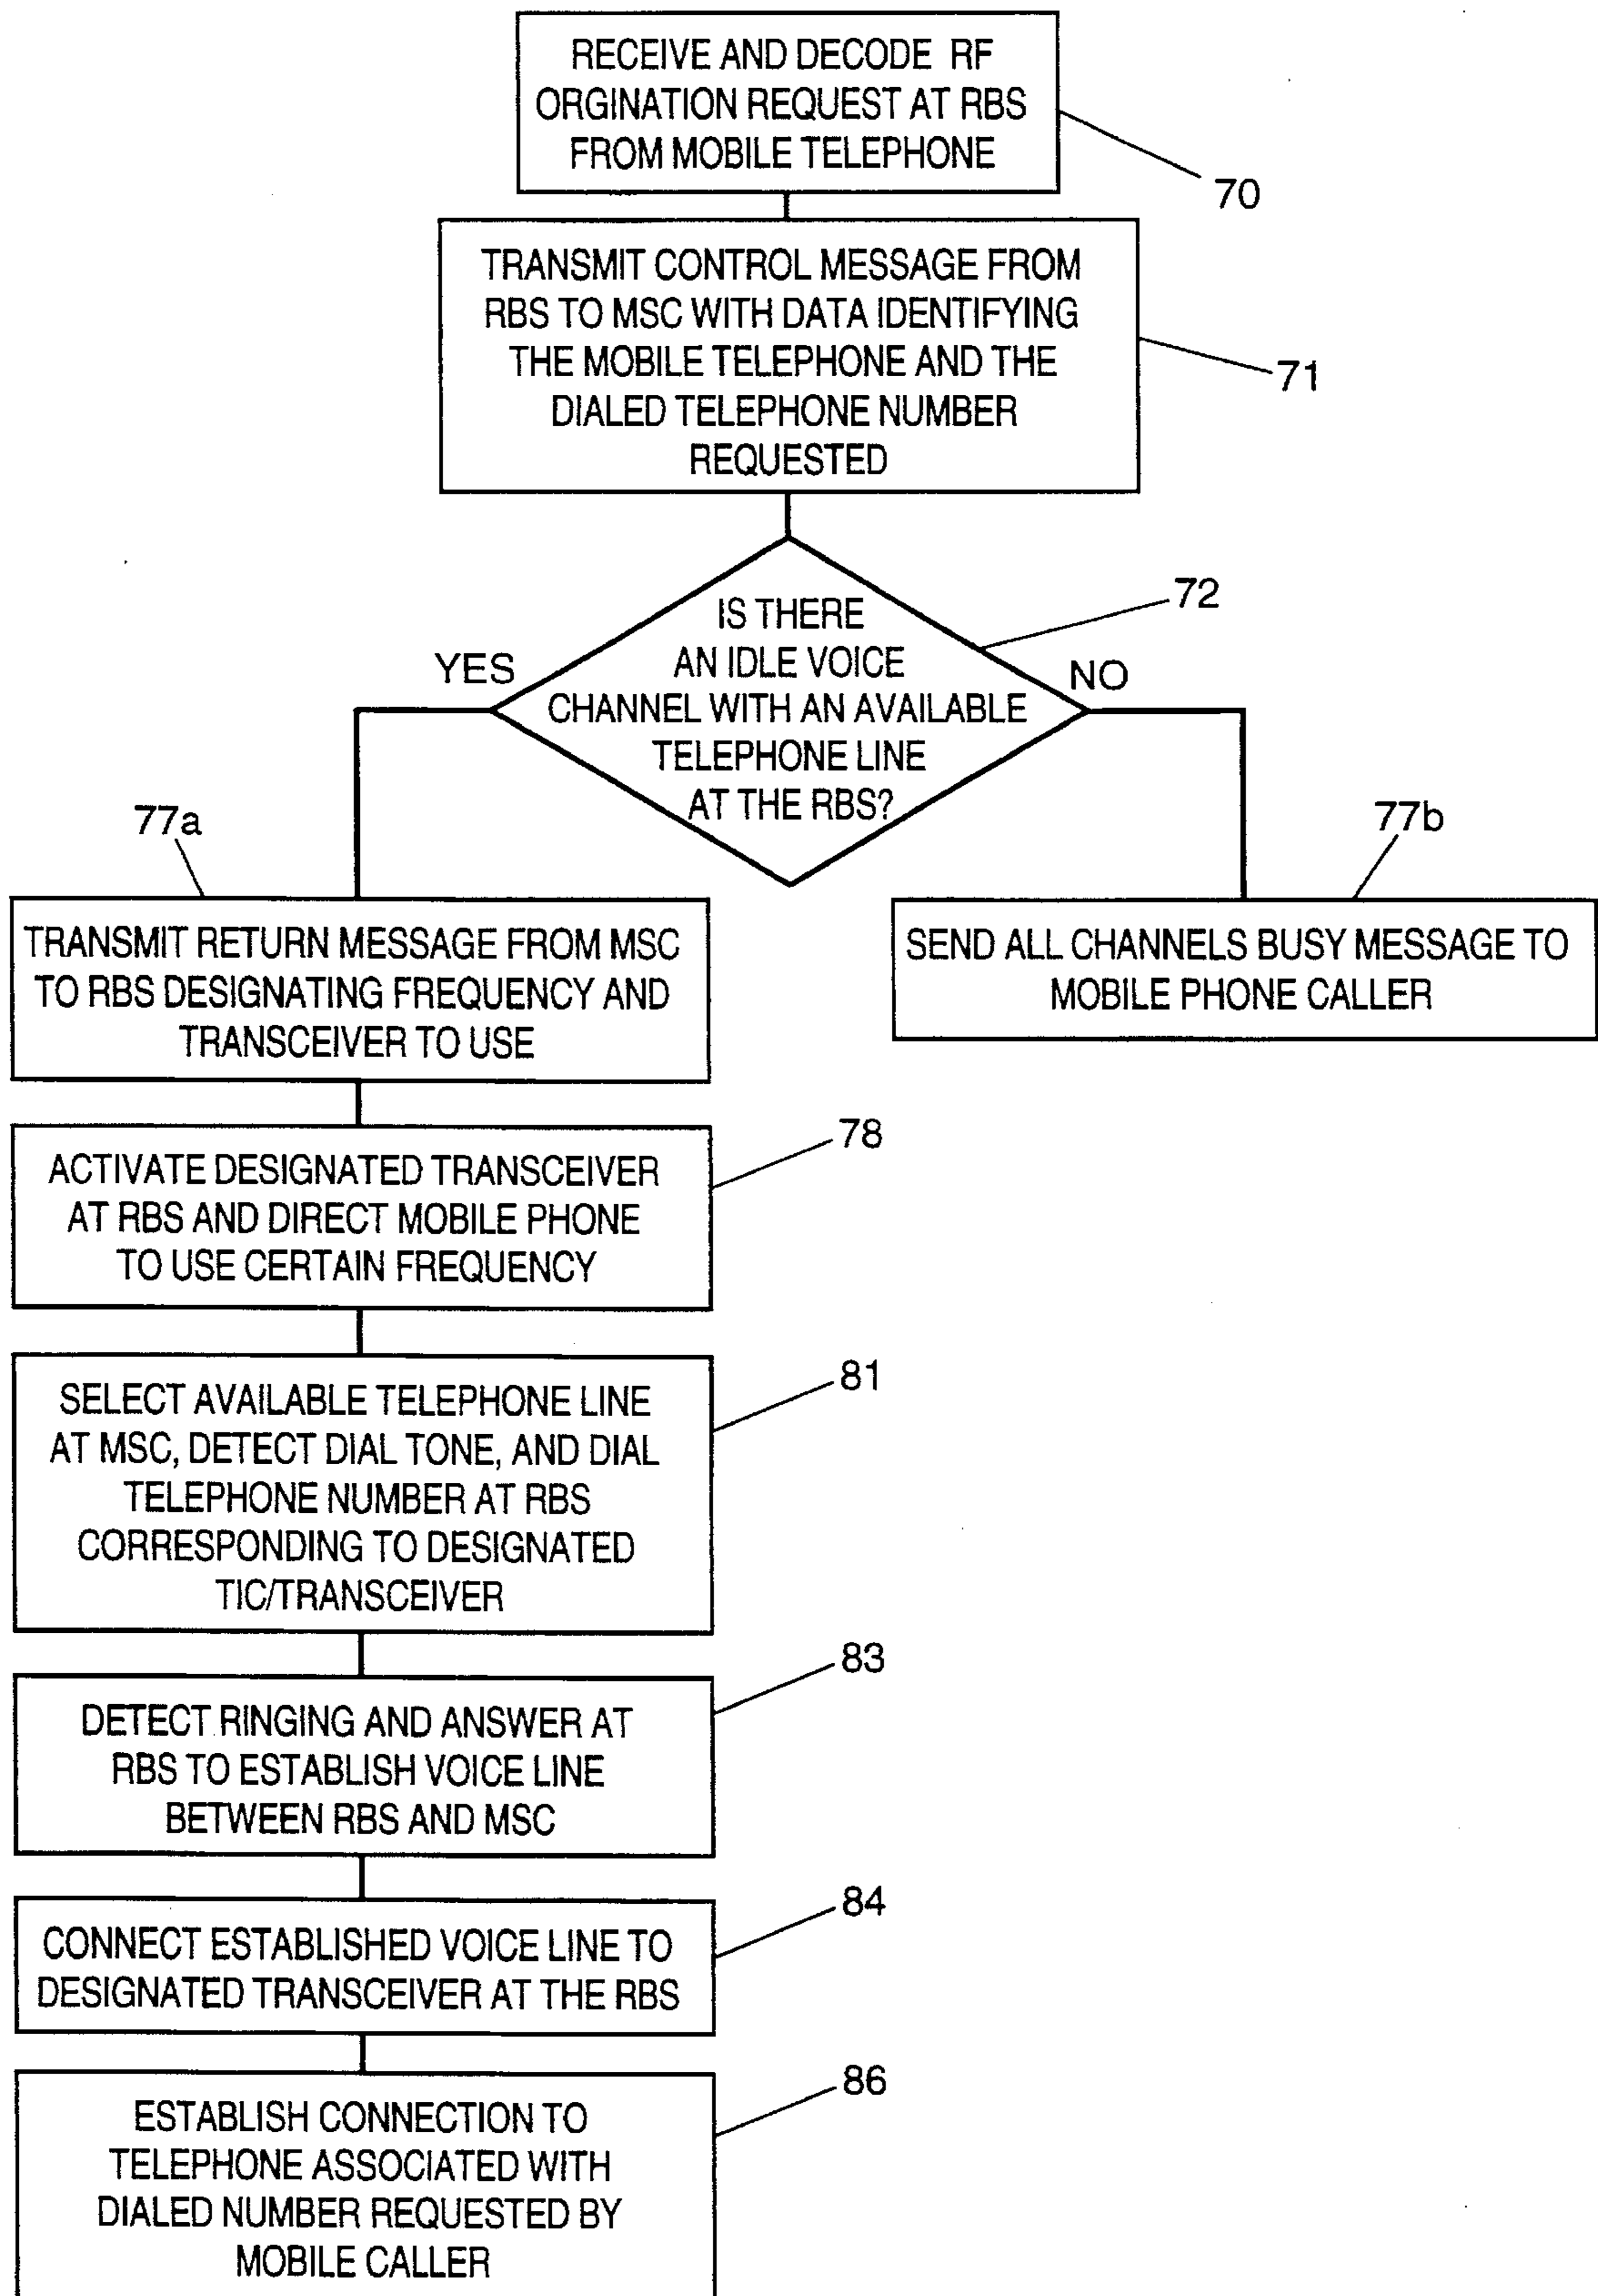 RECEIVE AND DECODE RF
ORGINATION REQUEST AT RBS
FROM MOBILE TELEPHONE
70
TRANSMIT CONTROL MESSAGE FROM
RBS TO MSC WITH DATA IDENTIFYING
THE MOBILE TELEPHONE AND THE
DIALED TELEPHONE NUMBER
REQUESTED
71
IS THERE
AN IDLE VOICE
CHANNEL WITH AN AVAILABLE
TELEPHONE LINE
AT THE RBS?
72
YES
NO
77a
77b
TRANSMIT RETURN MESSAGE FROM MSC
TO RBS DESIGNATING FREQUENCY AND
TRANSCEIVER TO USE
SEND ALL CHANNELS BUSY MESSAGE TO
MOBILE PHONE CALLER
78
ACTIVATE DESIGNATED TRANSCEIVER
AT RBS AND DIRECT MOBILE PHONE
TO USE CERTAIN FREQUENCY
81
SELECT AVAILABLE TELEPHONE LINE
AT MSC, DETECT DIAL TONE, AND DIAL
TELEPHONE NUMBER AT RBS
CORRESPONDING TO DESIGNATED
TIC/TRANSCEIVER
83
DETECT RINGING AND ANSWER AT
RBS TO ESTABLISH VOICE LINE
BETWEEN RBS AND MSC
84
CONNECT ESTABLISHED VOICE LINE TO
DESIGNATED TRANSCEIVER AT THE RBS
86
ESTABLISH CONNECTION TO
TELEPHONE ASSOCIATED WITH
DIALED NUMBER REQUESTED BY
MOBILE CALLER